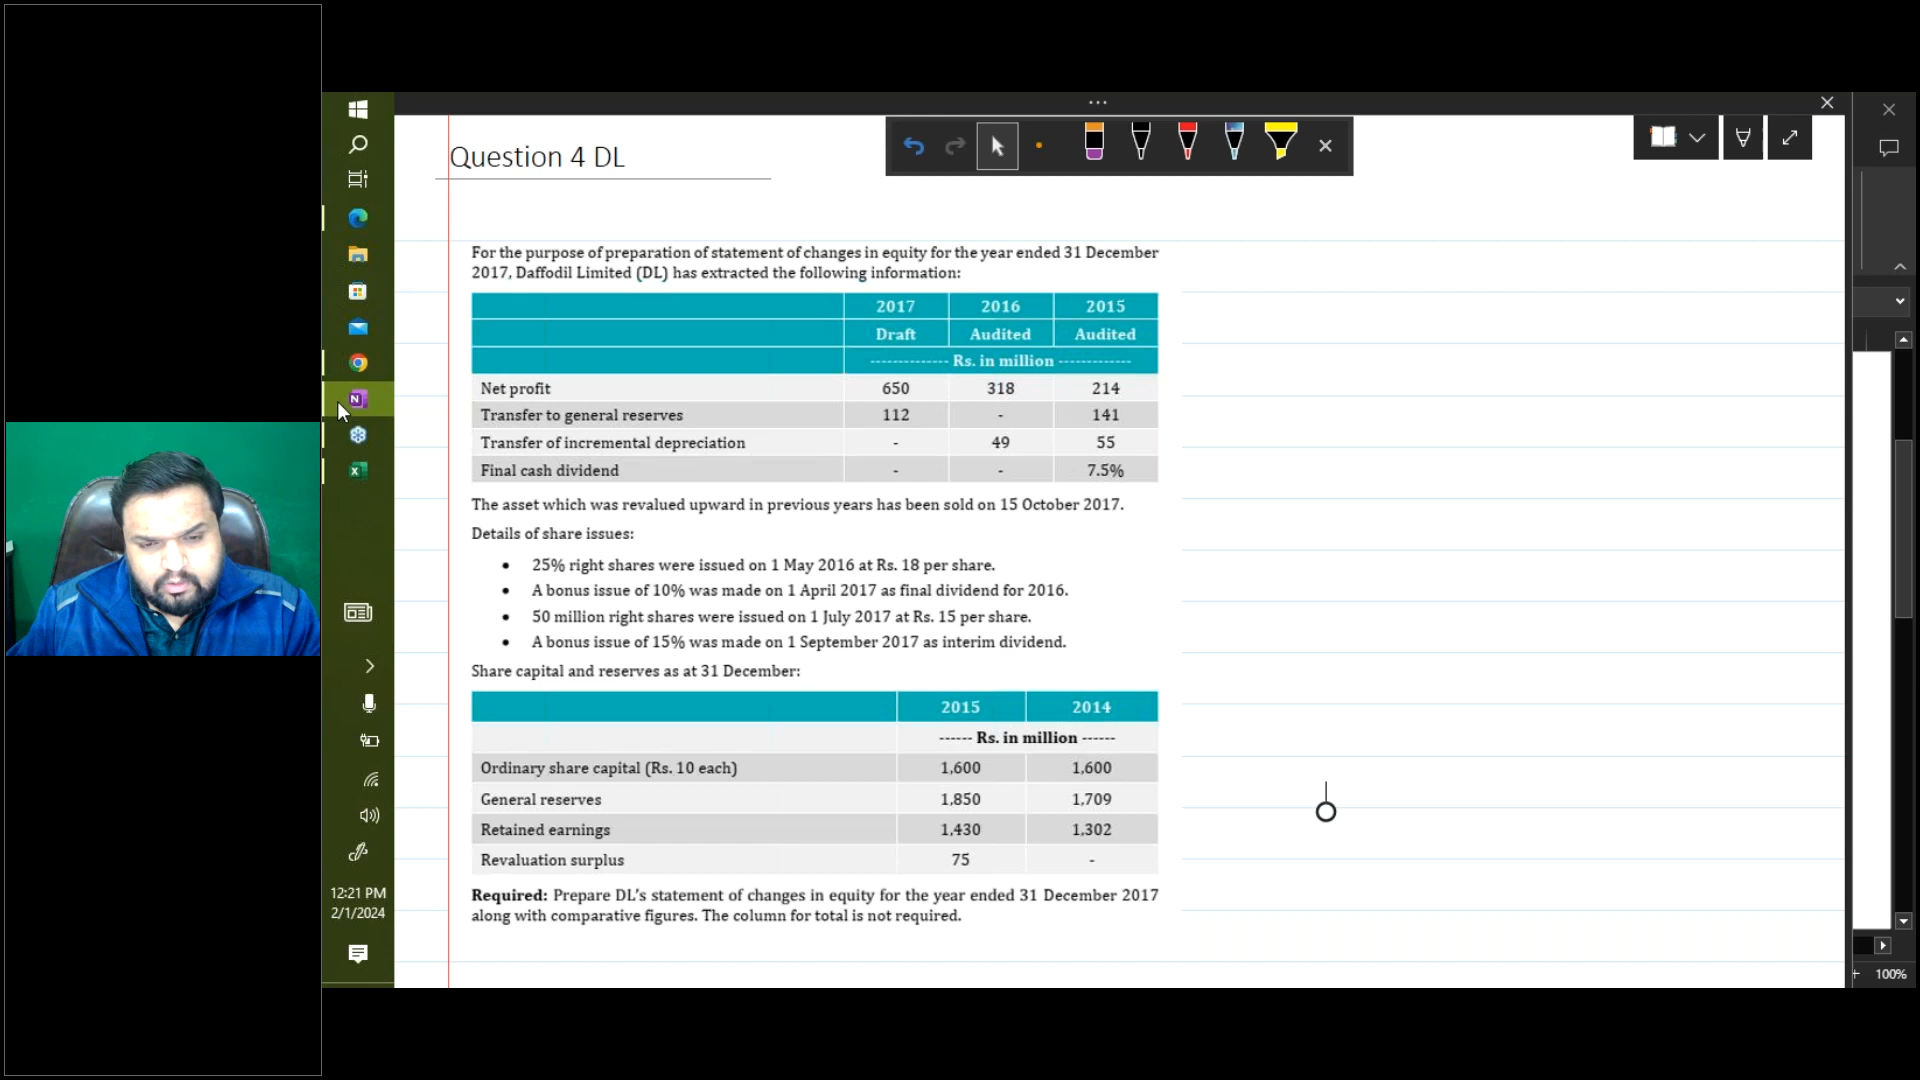 Question 4 DL
For the purpose of preparation of statement of changes in equity for the year ended 31 December
2017, Daffodil Limited (DL) has extracted the following information:
2017 2016 2015
Draft Audited Audited
-------------- Rs. in million -------------
Net profit 650 318 214
Transfer to general reserves 112 - 141
Transfer of incremental depreciation - 49 55
Final cash dividend - - 7.5%
The asset which was revalued upward in previous years has been sold on 15 October 2017.
Details of share issues:
• 25% right shares were issued on 1 May 2016 at Rs. 18 per share.
• A bonus issue of 10% was made on 1 April 2017 as final dividend for 2016.
• 50 million right shares were issued on 1 July 2017 at Rs. 15 per share.
• A bonus issue of 15% was made on 1 September 2017 as interim dividend.
Share capital and reserves as at 31 December:
2015 2014
------ Rs. in million ------
Ordinary share capital (Rs. 10 each) 1,600 1,600
General reserves 1,850 1,709
Retained earnings 1,430 1,302
Revaluation surplus 75 -
Required: Prepare DL's statement of changes in equity for the year ended 31 December 2017
along with comparative figures. The column for total is not required.
12:21 PM
2/1/2024
100%